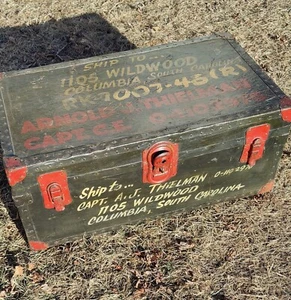 SHIP TO...
1105 WILDWOOD
COLUMBIA, SOUTH CAROLINA
ARNOLD J. THIELMAN
CAPT.
Ship to...
CAPT. A. J. THIELMAN
1105 WILDWOOD
COLUMBIA, SOUTH CAROLINA